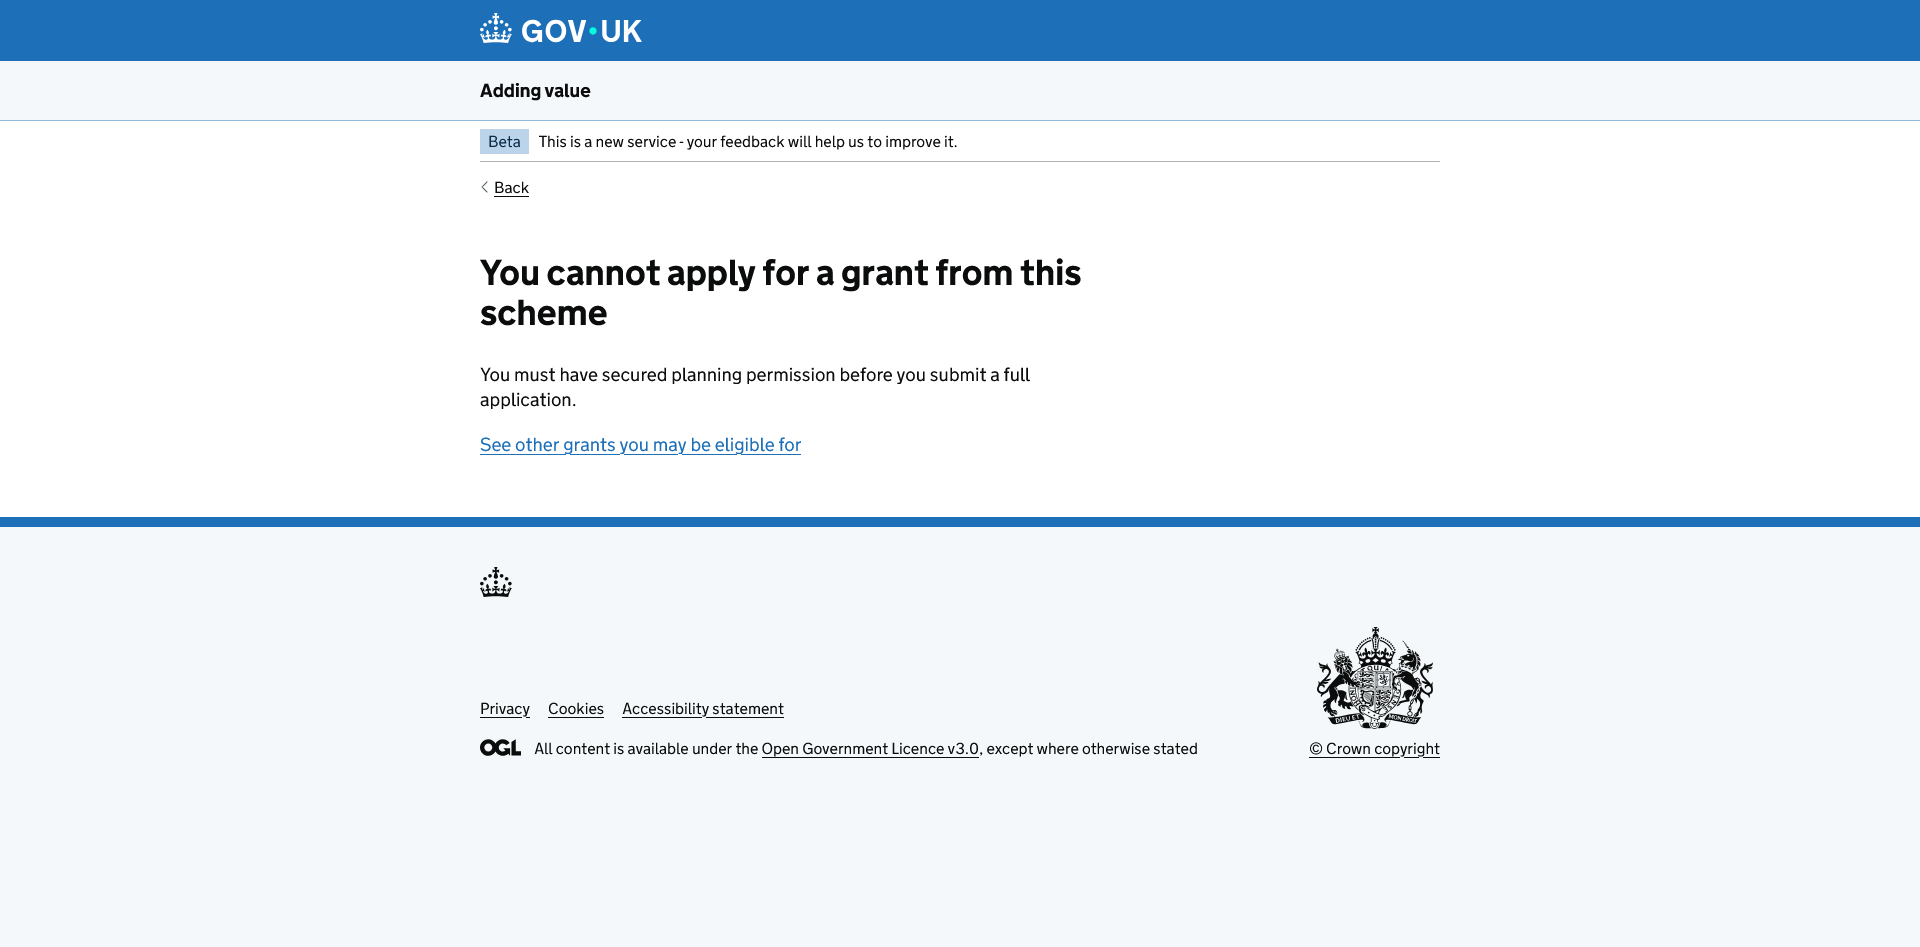 GOV•UK
Adding value
Beta This is a new service - your feedback will help us to improve it.
Back
You cannot apply for a grant from this
scheme
You must have secured planning permission before you submit a full
application.
See other grants you may be eligible for
Privacy Cookies Accessibility statement
OGL All content is available under the Open Government Licence v3.0, except where otherwise stated
DIEU ET MON DROIT
© Crown copyright